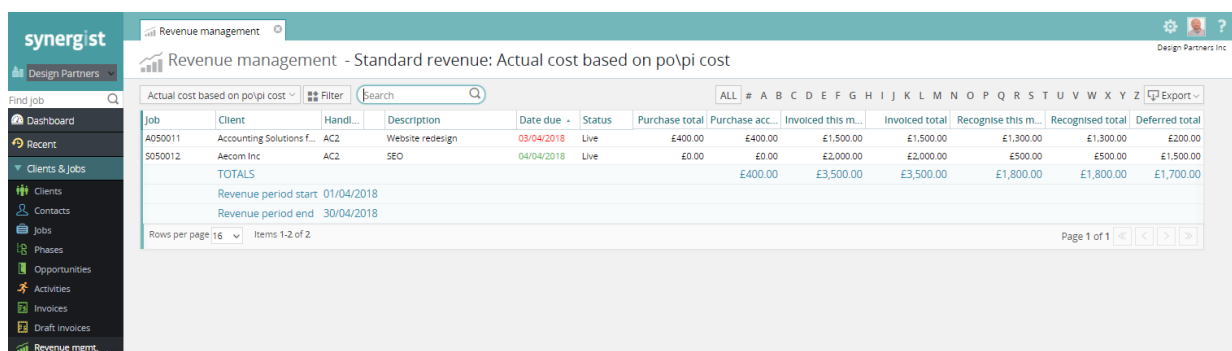 synergist
Design Partners
Find job
Dashboard
Recent
Clients & Jobs
Clients
Contacts
Jobs
Phases
Opportunities
Activities
Invoices
Draft invoices
Revenue mgmt.
Revenue management
?
Design Partners Inc
Revenue management - Standard revenue: Actual cost based on po\pi cost
Actual cost based on po\pi cost Filter Search ALL # A B C D E F G H I J K L M N O P Q R S T U V W X Y Z Export
Job Client Handl... Description Date due Status Purchase total Purchase acc... Invoiced this m... Invoiced total Recognise this m... Recognised total Deferred total
A050011 Accounting Solutions f... AC2 Website redesign 03/04/2018 Live £400.00 £400.00 £1,500.00 £1,500.00 £1,300.00 £1,300.00 £200.00
S050012 Aecom Inc AC2 SEO 04/04/2018 Live £0.00 £0.00 £2,000.00 £2,000.00 £500.00 £500.00 £1,500.00
TOTALS £400.00 £3,500.00 £3,500.00 £1,800.00 £1,800.00 £1,700.00
Revenue period start 01/04/2018
Revenue period end 30/04/2018
Rows per page 16 Items 1-2 of 2 Page 1 of 1